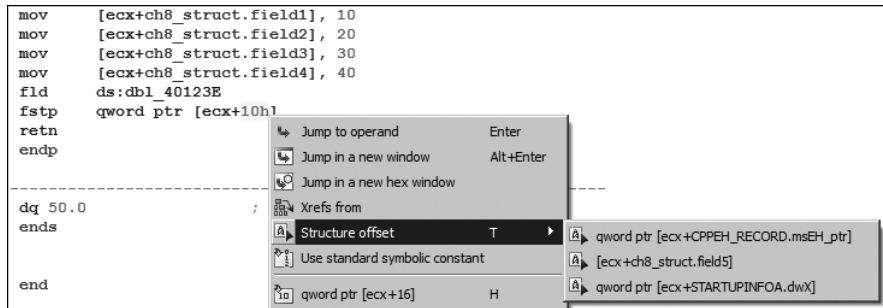 mov [ecx+ch8_struct.field1], 10
mov [ecx+ch8_struct.field2], 20
mov [ecx+ch8_struct.field3], 30
mov [ecx+ch8_struct.field4], 40
fld ds:dbl_40123E
fstp qword ptr [ecx+10h]
retn
endp
dq 50.0 ;
ends
end
Jump to operand Enter
Jump in a new window Alt+Enter
Jump in a new hex window
Xrefs from
Structure offset T
Use standard symbolic constant
qword ptr [ecx+16] H
qword ptr [ecx+CPPEH_RECORD.msEH_ptr]
[ecx+ch8_struct.field5]
qword ptr [ecx+STARTUPINFOA.dwX]